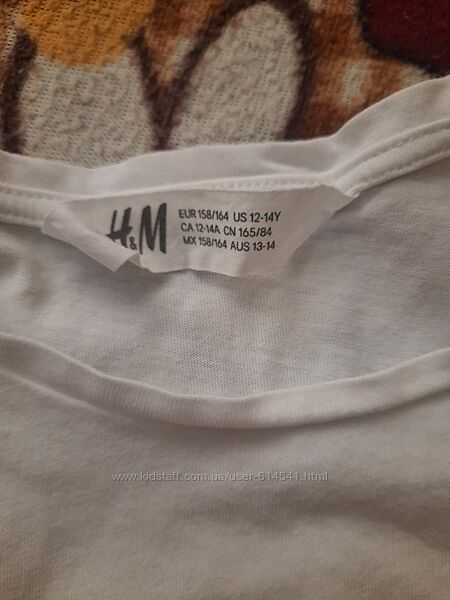 H&M
EUR 158/164 US 12-14Y
CA 12-14A CN 165/84
MX 158/164 AUS 13-14
www.kidstaff.com.ua/user-614541.html